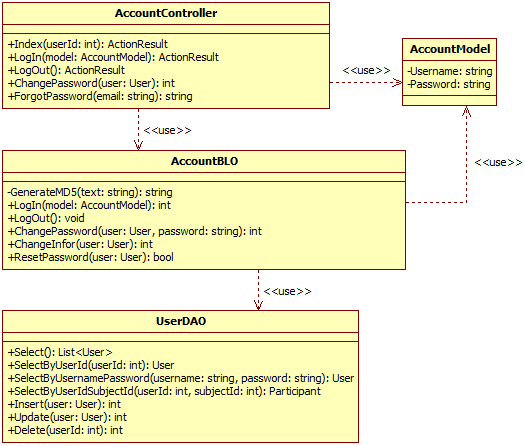 AccountController
+Index(userId: int): ActionResult
+LogIn(model: AccountModel): ActionResult
+LogOut(): ActionResult
+ChangePassword(user: User): int
+ForgotPassword(email: string): string
<<use>>
AccountModel
-Username: string
-Password: string
<<use>>
<<use>>
AccountBLO
-GenerateMD5(text: string): string
+LogIn(model: AccountModel): int
+LogOut(): void
+ChangePassword(user: User, password: string): int
+ChangeInfor(user: User): int
+ResetPassword(user: User): bool
<<use>>
UserDAO
+Select(): List<User>
+SelectByUserId(userId: int): User
+SelectByUsernamePassword(username: string, password: string): User
+SelectByUserIdSubjectId(userId: int, subjectId: int): Participant
+Insert(user: User): int
+Update(user: User): int
+Delete(userId: int): int